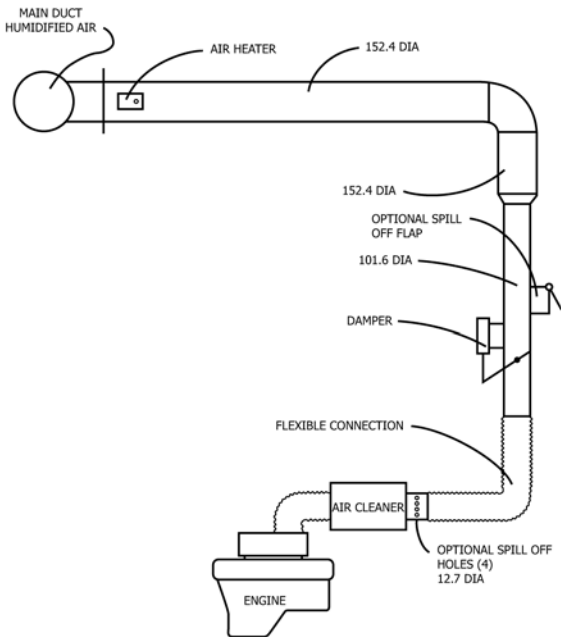 MAIN DUCT
HUMIDIFIED AIR
AIR HEATER
152.4 DIA
152.4 DIA
OPTIONAL SPILL
OFF FLAP
101.6 DIA
DAMPER
FLEXIBLE CONNECTION
AIR CLEANER
OPTIONAL SPILL OFF
HOLES (4)
12.7 DIA
ENGINE